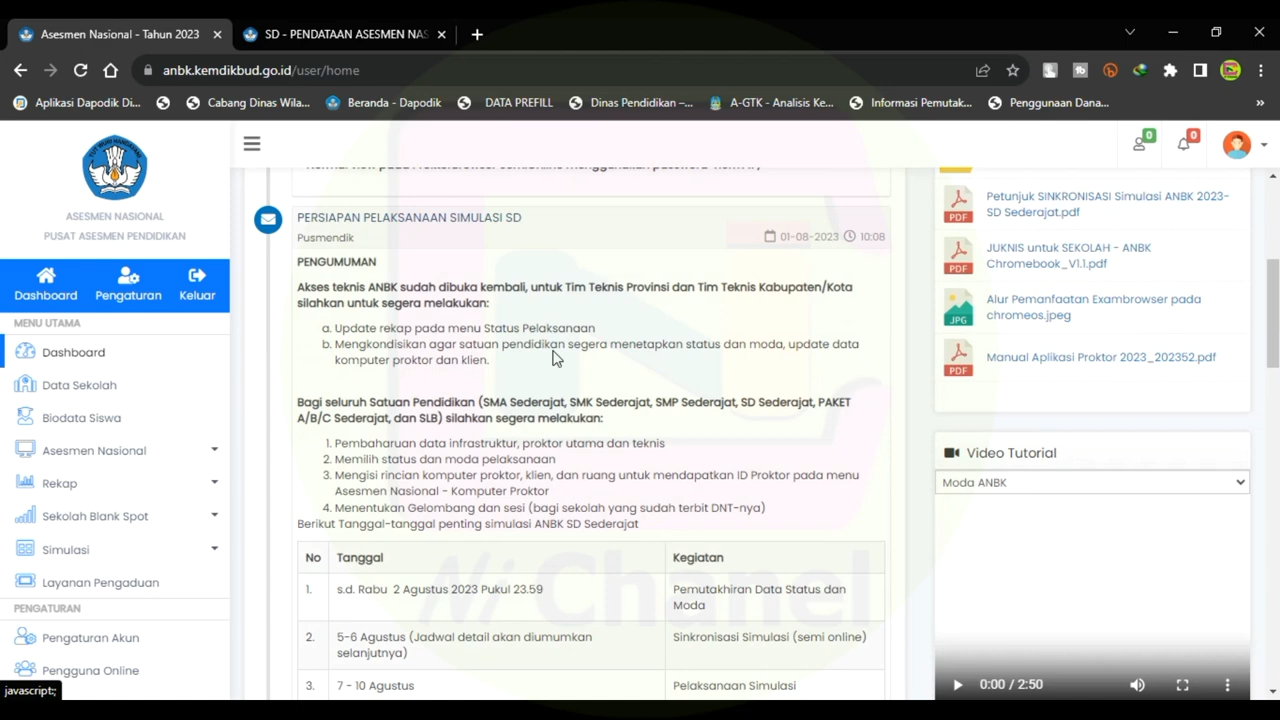 Asesmen Nasional - Tahun 2023
SD - PENDATAAN ASESMEN NAS
anbk.kemdikbud.go.id/user/home
Aplikasi Dapodik Di...
Cabang Dinas Wila...
Beranda - Dapodik
DATA PREFILL
Dinas Pendidikan –...
A-GTK - Analisis Ke...
Informasi Pemutak...
Penggunaan Dana...
»
ASESMEN NASIONAL
PUSAT ASESMEN PENDIDIKAN
Dashboard
Pengaturan
Keluar
MENU UTAMA
Dashboard
Data Sekolah
Biodata Siswa
Asesmen Nasional
Rekap
Sekolah Blank Spot
Simulasi
Layanan Pengaduan
PENGATURAN
Pengaturan Akun
Pengguna Online
javascript:;
0
0
PERSIAPAN PELAKSANAAN SIMULASI SD
Pusmendik
01-08-2023 10:08
PENGUMUMAN
Akses teknis ANBK sudah dibuka kembali, untuk Tim Teknis Provinsi dan Tim Teknis Kabupaten/Kota
silahkan untuk segera melakukan:
a. Update rekap pada menu Status Pelaksanaan
b. Mengkondisikan agar satuan pendidikan segera menetapkan status dan moda, update data
komputer proktor dan klien.
Bagi seluruh Satuan Pendidikan (SMA Sederajat, SMK Sederajat, SMP Sederajat, SD Sederajat, PAKET
A/B/C Sederajat, dan SLB) silahkan segera melakukan:
1. Pembaharuan data infrastruktur, proktor utama dan teknis
2. Memilih status dan moda pelaksanaan
3. Mengisi rincian komputer proktor, klien, dan ruang untuk mendapatkan ID Proktor pada menu
Asesmen Nasional - Komputer Proktor
4. Menentukan Gelombang dan sesi (bagi sekolah yang sudah terbit DNT-nya)
Berikut Tanggal-tanggal penting simulasi ANBK SD Sederajat
No Tanggal Kegiatan
1. s.d. Rabu 2 Agustus 2023 Pukul 23.59 Pemutakhiran Data Status dan
Moda
2. 5-6 Agustus (Jadwal detail akan diumumkan Sinkronisasi Simulasi (semi online)
selanjutnya)
3. 7 - 10 Agustus Pelaksanaan Simulasi
Ni Chanel
PDF
Petunjuk SINKRONISASI Simulasi ANBK 2023-
SD Sederajat.pdf
PDF
JUKNIS untuk SEKOLAH - ANBK
Chromebook_V1.1.pdf
JPG
Alur Pemanfaatan Exambrowser pada
chromeos.jpeg
PDF
Manual Aplikasi Proktor 2023_202352.pdf
Video Tutorial
Moda ANBK
0:00 / 2:50